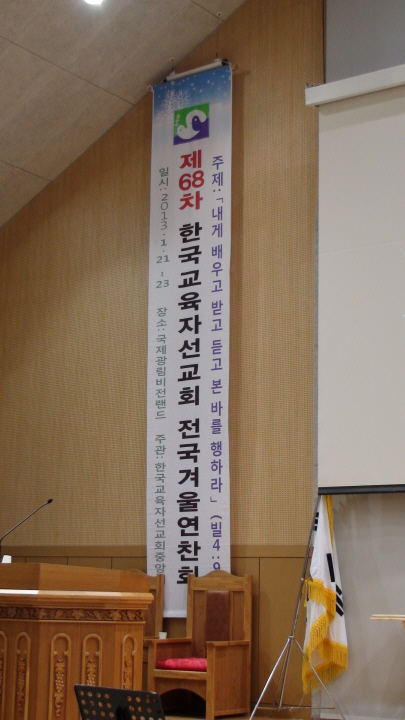 주제:「내게 배우고 받고 듣고 본 바를 행하라」 (빌4:9
제68차 한국교육자선교회 전국겨울연찬회
일시:2013.1.21-23 장소:국제광림비전랜드 주관:한국교육자선교회중앙